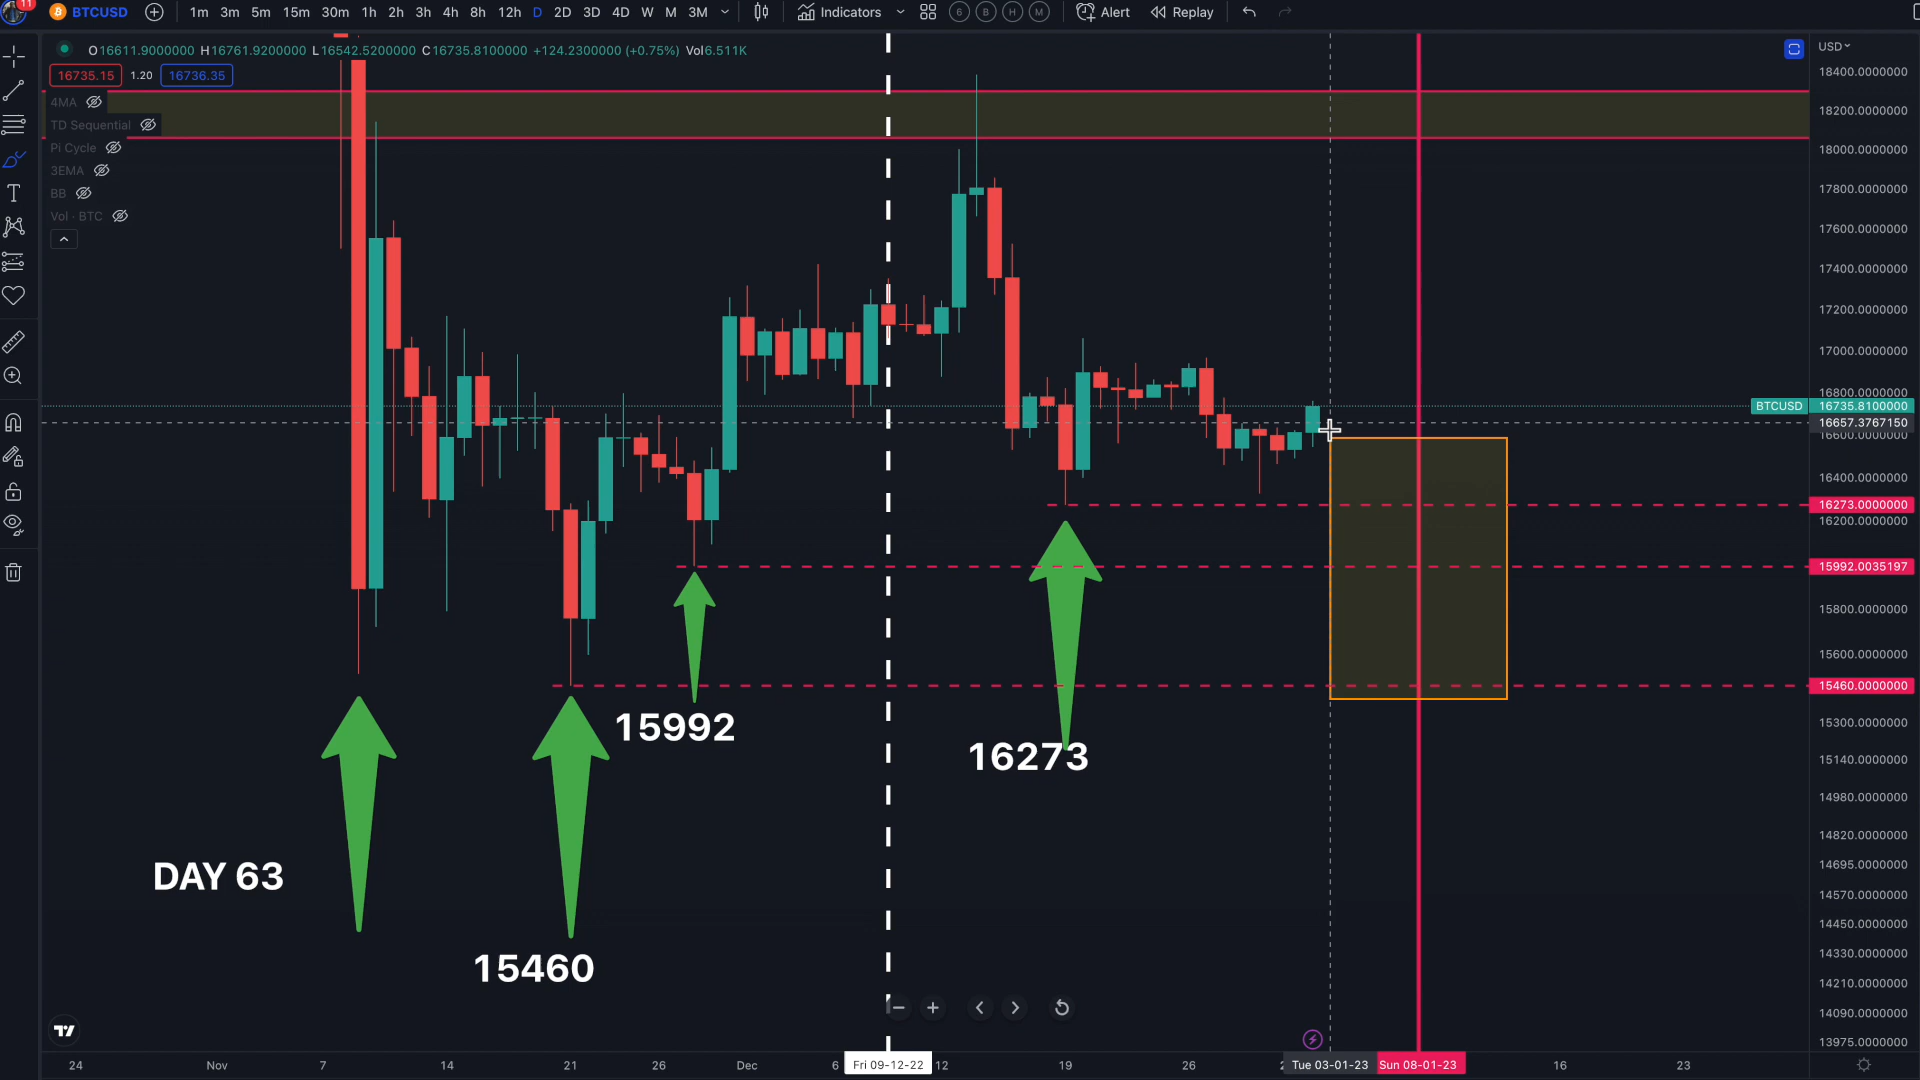 11
BTCUSD 1m 3m 5m 15m 30m 1h 2h 3h 4h 8h 12h D 2D 3D 4D W M 3M Indicators 6 B H M Alert Replay
O16611.9000000 H16761.9200000 L16542.5200000 C16735.8100000 +124.2300000 (+0.75%) Vol6.511K
USD
16735.15 1.20 16736.35
4MA
TD Sequential
Pi Cycle
3EMA
BB
Vol · BTC
18400.0000000
18200.0000000
18000.0000000
17800.0000000
17600.0000000
17400.0000000
17200.0000000
17000.0000000
16800.0000000
BTCUSD 16735.8100000
16657.3767150
16600.0000000
16400.0000000
16273.0000000
16200.0000000
15992.0035197
15800.0000000
15600.0000000
15460.0000000
15300.0000000
15140.0000000
14980.0000000
14820.0000000
14695.0000000
14570.0000000
14450.0000000
14330.0000000
14210.0000000
14090.0000000
13975.0000000
15992
16273
DAY 63
15460
24 Nov 7 14 21 26 Dec 6 Fri 09-12-22 12 19 26 Tue 03-01-23 Sun 08-01-23 16 23